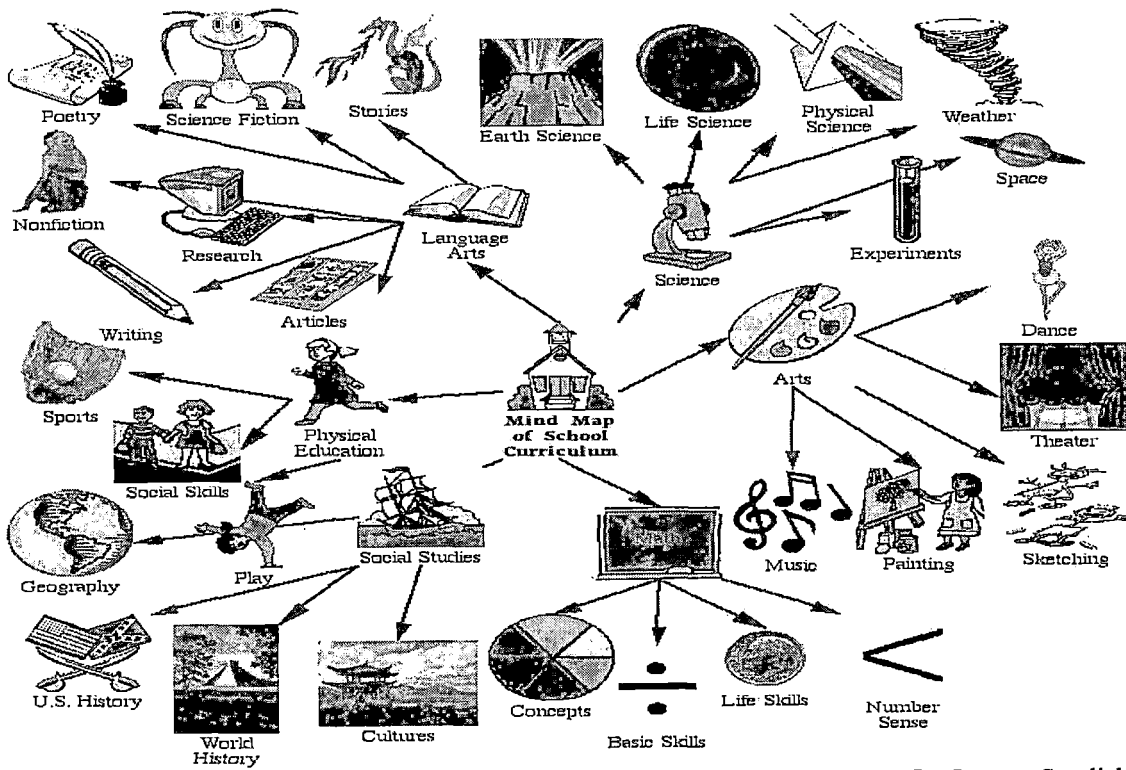 Poetry
Science Fiction
Stories
Earth Science
Life Science
Physical
Science
Weather
Space
Nonfiction
Research
Language
Arts
Science
Experiments
Writing
Articles
Dance
Sports
Physical
Education
Mind Map
of School
Curriculum
Arts
Theater
Social Skills
Geography
Play
Social Studies
Math
Music
Painting
Sketching
U.S. History
World
History
Cultures
Concepts
Basic Skills
Life Skills
Number
Sense